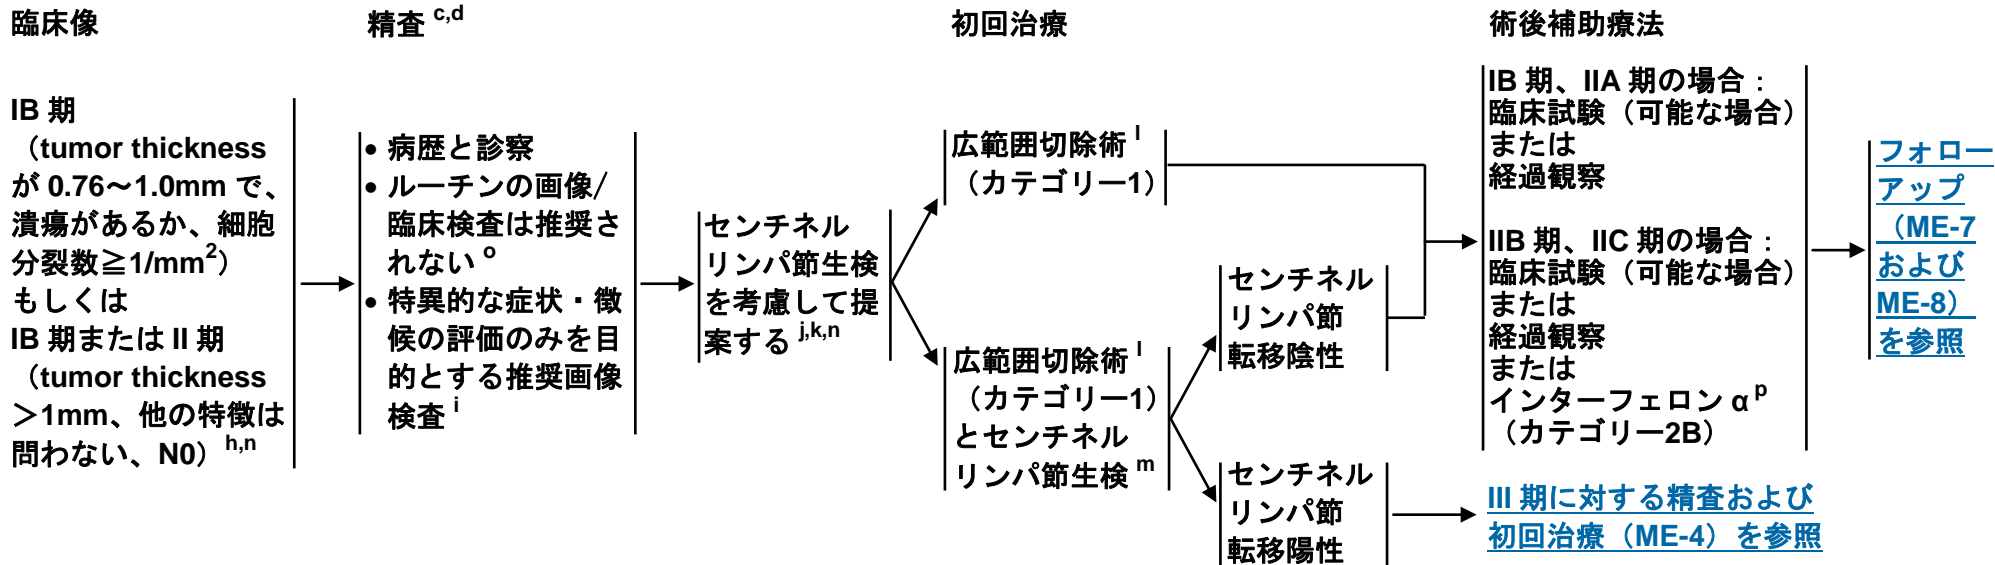 臨床像
精査 c,d
初回治療
術後補助療法
IB 期
（tumor thickness
が 0.76～1.0mm で、
潰瘍があるか、細胞
分裂数≧1/mm2）
もしくは
IB 期または II 期
（tumor thickness
＞1mm、他の特徴は
問わない、N0）h,n
• 病歴と診察
• ルーチンの画像/
臨床検査は推奨さ
れない o
• 特異的な症状・徴
候の評価のみを目
的とする推奨画像
検査 i
センチネル
リンパ節生検
を考慮して提
案する j,k,n
広範囲切除術 l
（カテゴリー1）
広範囲切除術 l
（カテゴリー1）
とセンチネル
リンパ節生検 m
センチネル
リンパ節
転移陰性
センチネル
リンパ節
転移陽性
IB 期、IIA 期の場合：
臨床試験（可能な場合）
または
経過観察
IIB 期、IIC 期の場合：
臨床試験（可能な場合）
または
経過観察
または
インターフェロン α p
（カテゴリー2B）
III 期に対する精査および
初回治療（ME-4）を参照
フォロー
アップ
（ME-7
および
ME-8）
を参照